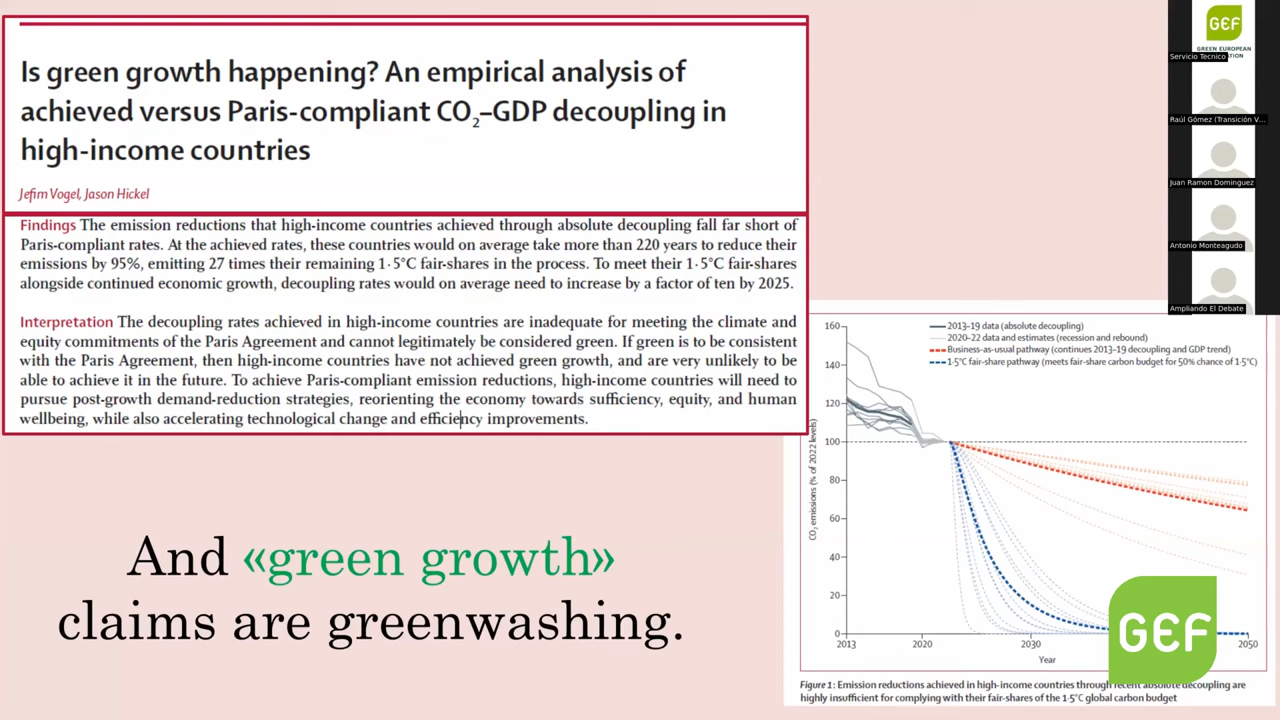 Is green growth happening? An empirical analysis of
achieved versus Paris-compliant CO₂–GDP decoupling in
high-income countries
Jefim Vogel, Jason Hickel
Findings The emission reductions that high-income countries achieved through absolute decoupling fall far short of
Paris-compliant rates. At the achieved rates, these countries would on average take more than 220 years to reduce their
emissions by 95%, emitting 27 times their remaining 1·5°C fair-shares in the process. To meet their 1·5°C fair-shares
alongside continued economic growth, decoupling rates would on average need to increase by a factor of ten by 2025.
Interpretation The decoupling rates achieved in high-income countries are inadequate for meeting the climate and
equity commitments of the Paris Agreement and cannot legitimately be considered green. If green is to be consistent
with the Paris Agreement, then high-income countries have not achieved green growth, and are very unlikely to be
able to achieve it in the future. To achieve Paris-compliant emission reductions, high-income countries will need to
pursue post-growth demand-reduction strategies, reorienting the economy towards sufficiency, equity, and human
wellbeing, while also accelerating technological change and efficiency improvements.
And «green growth»
claims are greenwashing.
GEF
GREEN EUROPEAN
Servicio Tecnico
Raúl Gómez (Transición V...
Juan Ramon Dominguez
Antonio Monteagudo
Ampliando El Debate
2013–19 data (absolute decoupling)
2020–22 data and estimates (recession and rebound)
Business-as-usual pathway (continues 2013–19 decoupling and GDP trend)
1·5°C fair-share pathway (meets fair-share carbon budget for 50% chance of 1·5°C)
CO₂ emissions (% of 2022 levels)
160
140
120
100
80
60
40
20
0
2013
2020
2030
2050
Year
GEF
Figure 1: Emission reductions achieved in high-income countries through recent absolute decoupling are
highly insufficient for complying with their fair-shares of the 1·5°C global carbon budget